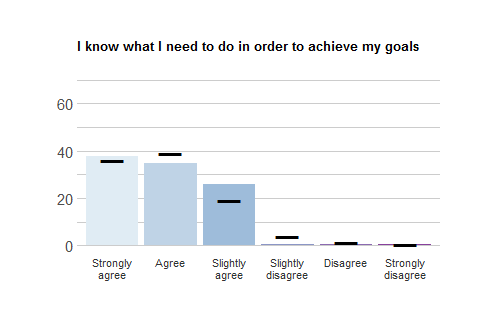 I know what I need to do in order to achieve my goals
60
40
20
0
Strongly agree
Agree
Slightly agree
Slightly disagree
Disagree
Strongly disagree